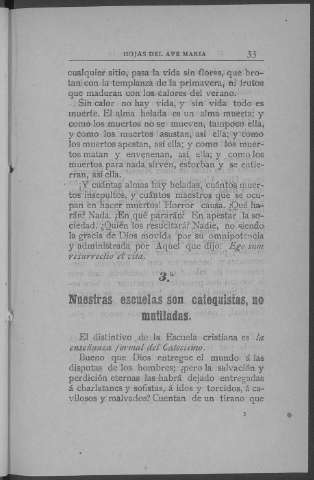 HOJAS DEL AVE MARIA 33
cualquier sitio, pasa la vida sin flores, que bro-
tan con la templanza de la primavera, ni frutos
que maduran con los calores del verano.
Sin calor no hay vida, y sin vida todo es
muerte. El alma helada es un alma muerta; y
como los muertos no se mueven, tampoco ella;
y como los muertos asustan, así ella; y como
los muertos apestan, así ella; y como los muer-
tos matan y envenenan, así ella; y como los
muertos para nada sirven, estorban y se entie-
rran, así ella.
¡Y cuántas almas hay heladas, cuántos muer-
tos insepultos, y cuántos maestros que se ocu-
pan en hacer muertos! Horror causa. ¿Qué ha-
rán? Nada. ¿En qué pararán? En apestar la so-
ciedad. ¿Quién los resucitará? Nadie, no siendo
la gracia de Dios movida por su omnipotencia
y administrada por Aquel que dijo: Ego sum
resurrectio et vita.
3.ª
Nuestras escuelas son catequistas, no
mutiladas.
El distintivo de la Escuela cristiana es la
enseñanza formal del Catecismo.
Bueno que Dios entregue el mundo á las
disputas de los hombres; ¿pero la salvación y
perdición eternas las habrá dejado entregadas
á charlatanes y sofistas, á idos y torcidos, á ca-
vilosos y malvados? Cuentan de un tirano que
3